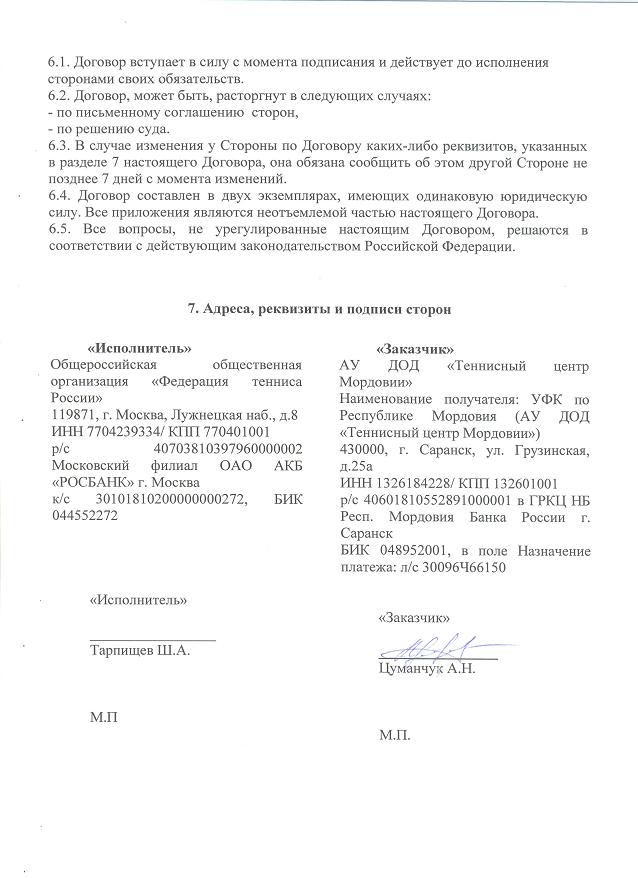 6.1. Договор вступает в силу с момента подписания и действует до исполнения
сторонами своих обязательств.
6.2. Договор, может быть, расторгнут в следующих случаях:
- по письменному соглашению сторон,
- по решению суда.
6.3. В случае изменения у Стороны по Договору каких-либо реквизитов, указанных
в разделе 7 настоящего Договора, она обязана сообщить об этом другой Стороне не
позднее 7 дней с момента изменений.
6.4. Договор составлен в двух экземплярах, имеющих одинаковую юридическую
силу. Все приложения являются неотъемлемой частью настоящего Договора.
6.5. Все вопросы, не урегулированные настоящим Договором, решаются в
соответствии с действующим законодательством Российской Федерации.
7. Адреса, реквизиты и подписи сторон
«Исполнитель»
Общероссийская общественная
организация «Федерация тенниса
России»
119871, г. Москва, Лужнецкая наб., д.8
ИНН 7704239334/ КПП 770401001
р/с 40703810397960000002
Московский филиал ОАО АКБ
«РОСБАНК» г. Москва
к/с 30101810200000000272, БИК
044552272
«Исполнитель»
Тарпищев Ш.А.
М.П
«Заказчик»
АУ ДОД «Теннисный центр
Мордовии»
Наименование получателя: УФК по
Республике Мордовия (АУ ДОД
«Теннисный центр Мордовии»)
430000, г. Саранск, ул. Грузинская,
д.25а
ИНН 1326184228/ КПП 132601001
р/с 40601810552891000001 в ГРКЦ НБ
Респ. Мордовия Банка России г.
Саранск
БИК 048952001, в поле Назначение
платежа: л/с 30096Ч66150
«Заказчик»
Цуманчук А.Н.
М.П.